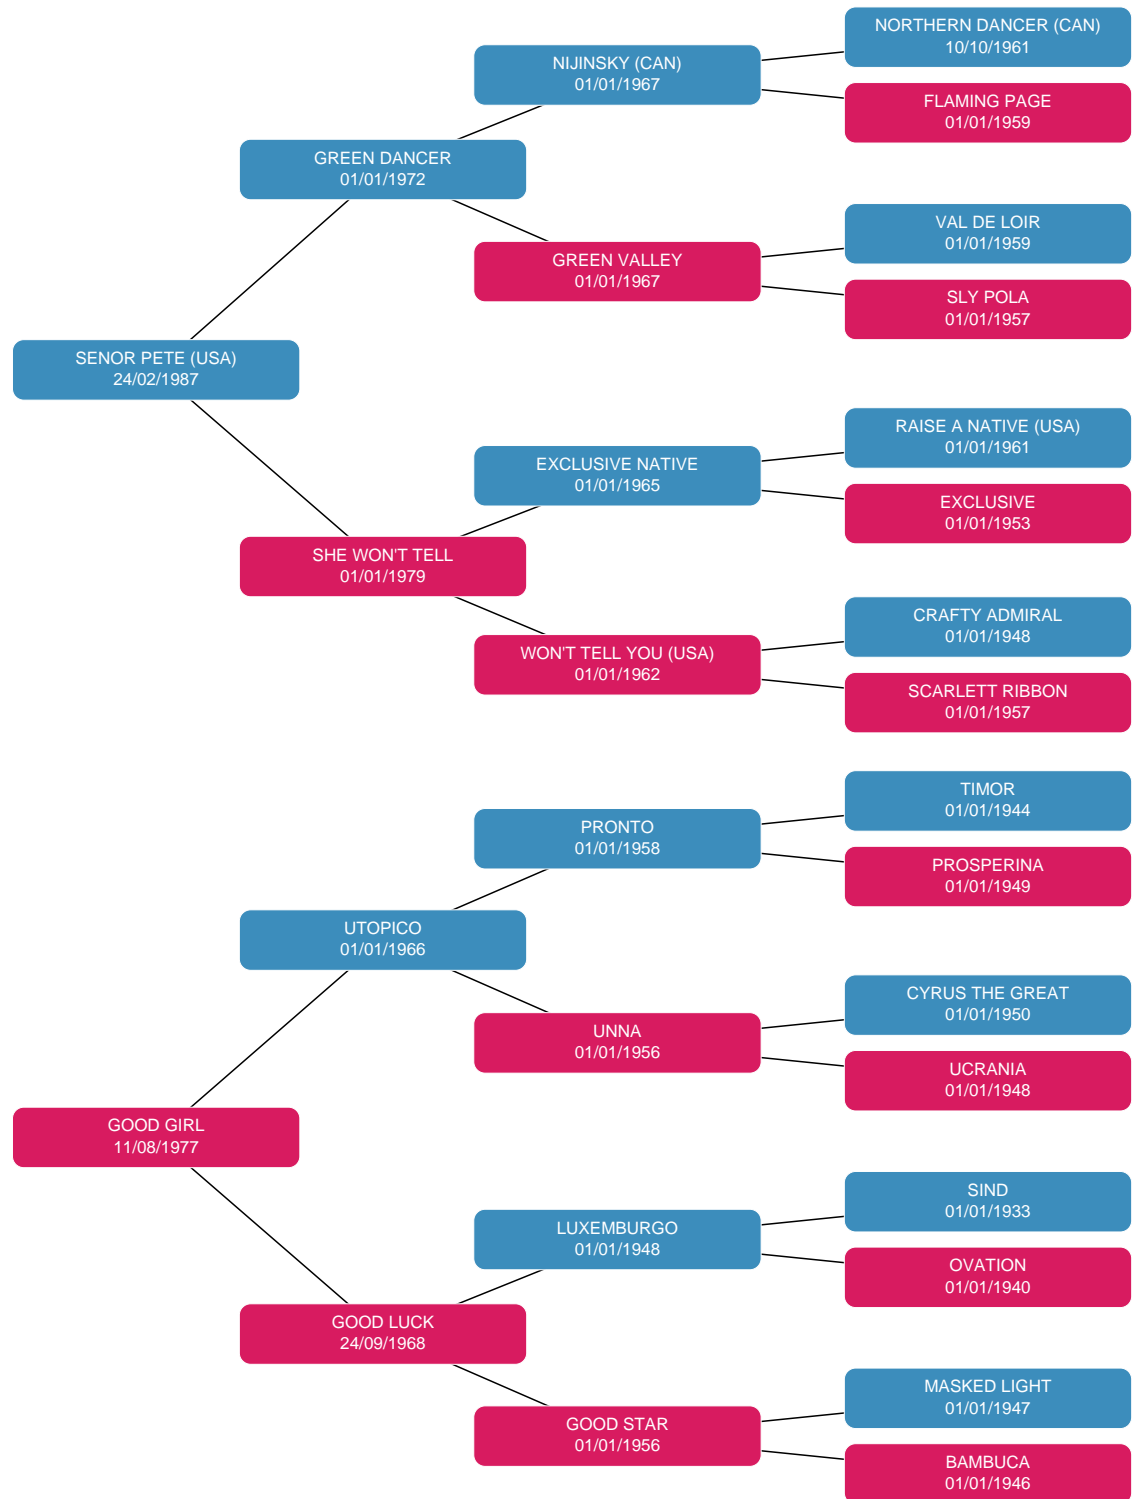 NORTHERN DANCER (CAN)
10/10/1961
NIJINSKY (CAN)
01/01/1967
FLAMING PAGE
01/01/1959
GREEN DANCER
01/01/1972
VAL DE LOIR
01/01/1959
GREEN VALLEY
01/01/1967
SLY POLA
01/01/1957
SENOR PETE (USA)
24/02/1987
RAISE A NATIVE (USA)
01/01/1961
EXCLUSIVE NATIVE
01/01/1965
EXCLUSIVE
01/01/1953
SHE WON'T TELL
01/01/1979
CRAFTY ADMIRAL
01/01/1948
WON'T TELL YOU (USA)
01/01/1962
SCARLETT RIBBON
01/01/1957
TIMOR
01/01/1944
PRONTO
01/01/1958
PROSPERINA
01/01/1949
UTOPICO
01/01/1966
CYRUS THE GREAT
01/01/1950
UNNA
01/01/1956
UCRANIA
01/01/1948
GOOD GIRL
11/08/1977
SIND
01/01/1933
LUXEMBURGO
01/01/1948
OVATION
01/01/1940
GOOD LUCK
24/09/1968
MASKED LIGHT
01/01/1947
GOOD STAR
01/01/1956
BAMBUCA
01/01/1946